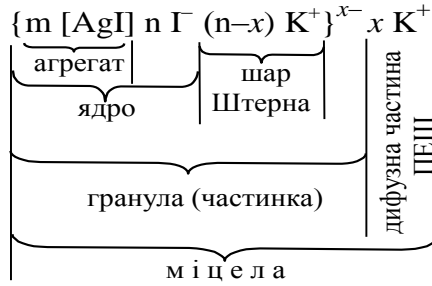 {m [AgI] n I⁻ (n–x) K⁺}ˣ⁻ x K⁺
агрегат
шар
Штерна
ядро
дифузна частина
ПЕШ
гранула (частинка)
міцела